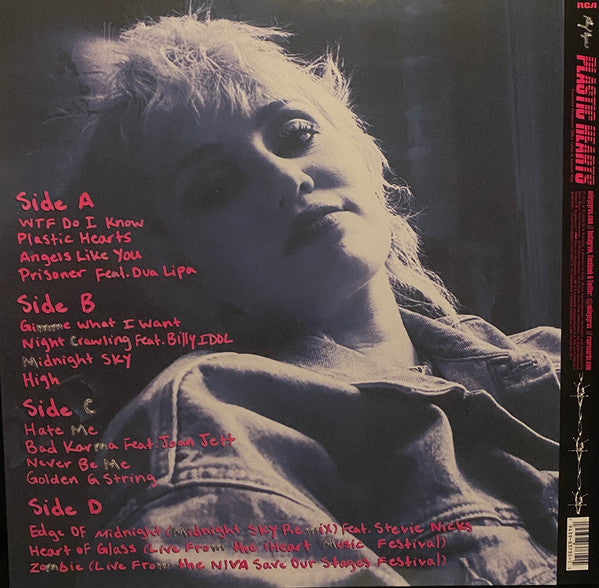 Side A
WTF Do I Know
Plastic Hearts
Angels Like You
Prisoner Feat. Dua Lipa
Side B
Gimme What I Want
Night Crawling Feat. Billy IDOL
Midnight SKY
High
Side C
Hate Me
Bad Karma Feat. Joan Jett
Never Be Me
Golden G String
Side D
Edge OF Midnight (Midnight SKY Remix) Feat. Stevie Nicks
Heart of Glass (Live From the iHeart Music Festival)
Zombie (Live From the NIVA Save Our Stages Festival)
RCA
PLASTIC HEARTS